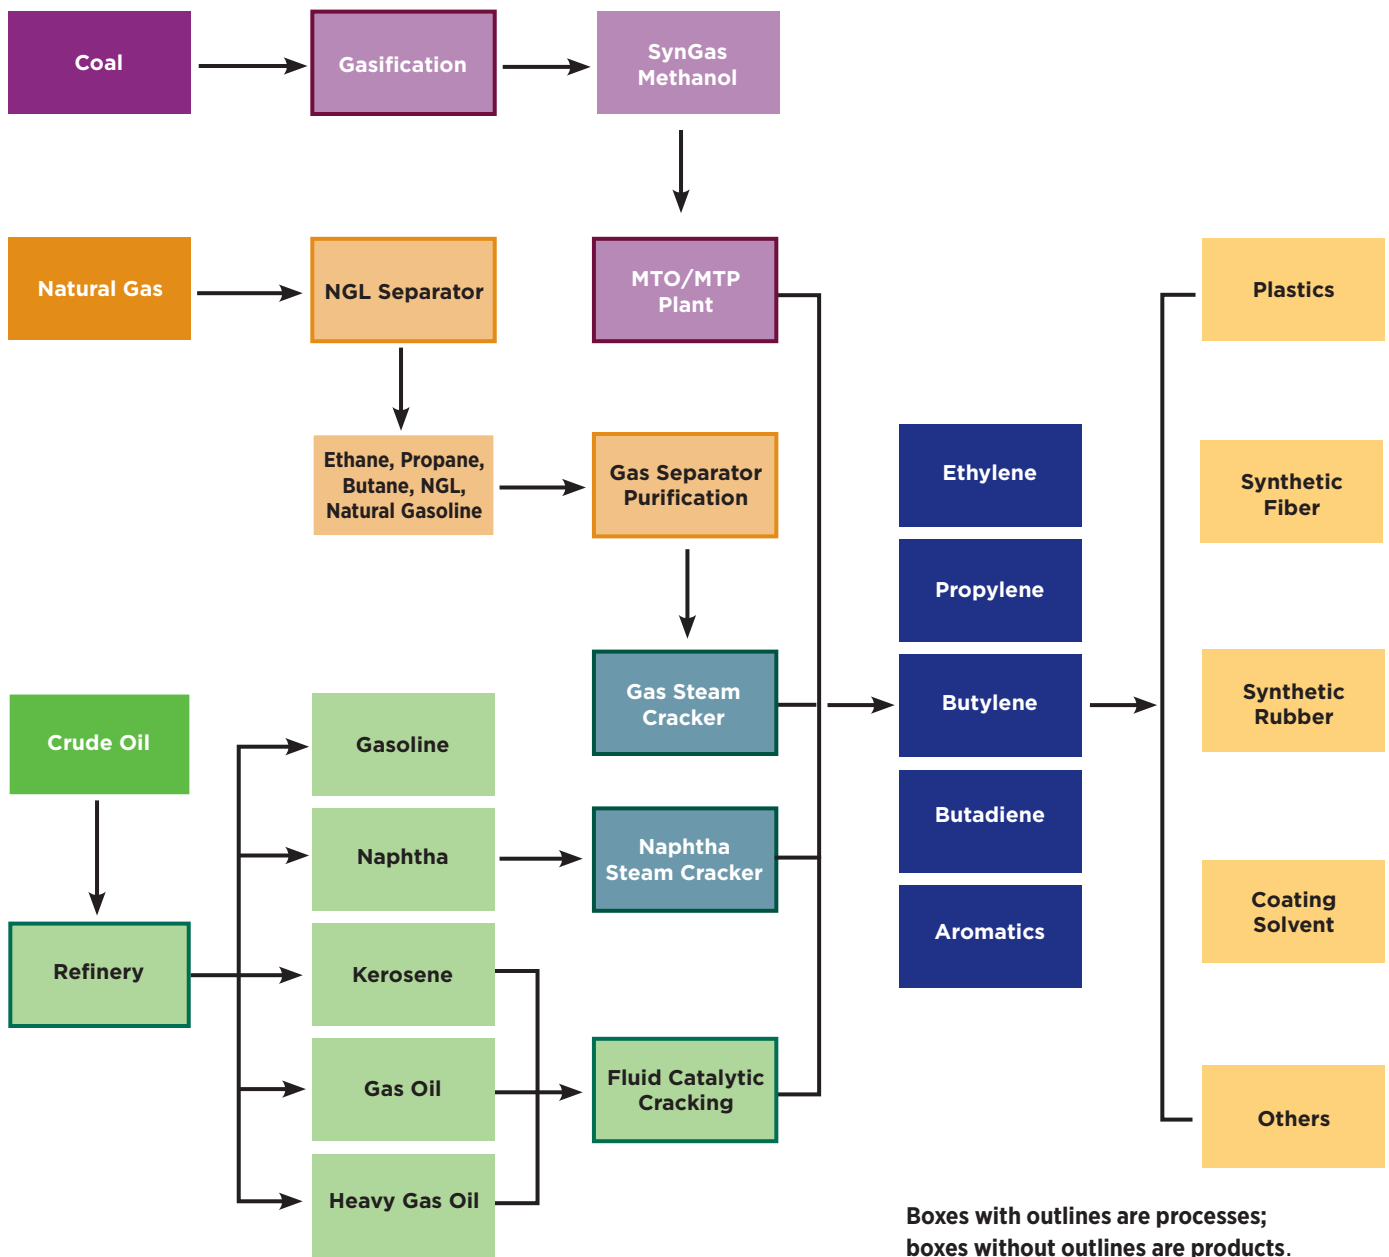 Coal
Gasification
SynGas
Methanol
Natural Gas
NGL Separator
MTO/MTP
Plant
Plastics
Ethane, Propane,
Butane, NGL,
Natural Gasoline
Gas Separator
Purification
Ethylene
Synthetic
Fiber
Propylene
Crude Oil
Gasoline
Gas Steam
Cracker
Butylene
Synthetic
Rubber
Naphtha
Naphtha
Steam Cracker
Butadiene
Refinery
Kerosene
Aromatics
Coating
Solvent
Gas Oil
Fluid Catalytic
Cracking
Others
Heavy Gas Oil
Boxes with outlines are processes;
boxes without outlines are products.